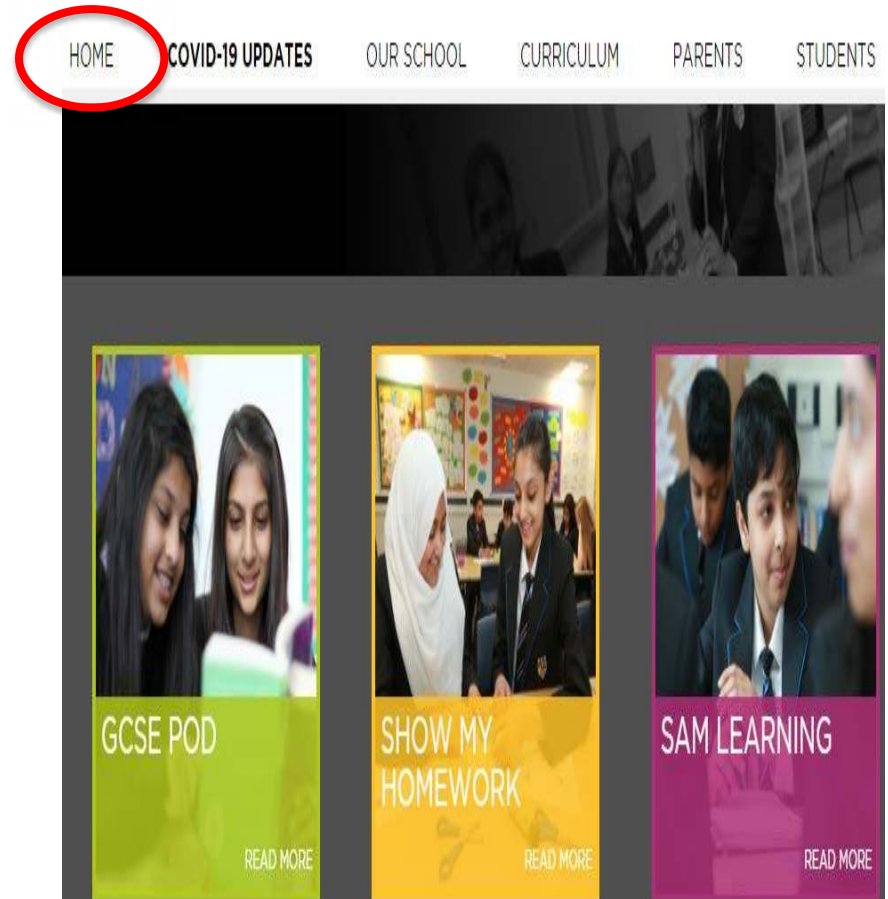 HOME COVID-19 UPDATES OUR SCHOOL CURRICULUM PARENTS STUDENTS
GCSE POD
READ MORE
SHOW MY
HOMEWORK
READ MORE
SAM LEARNING
READ MORE